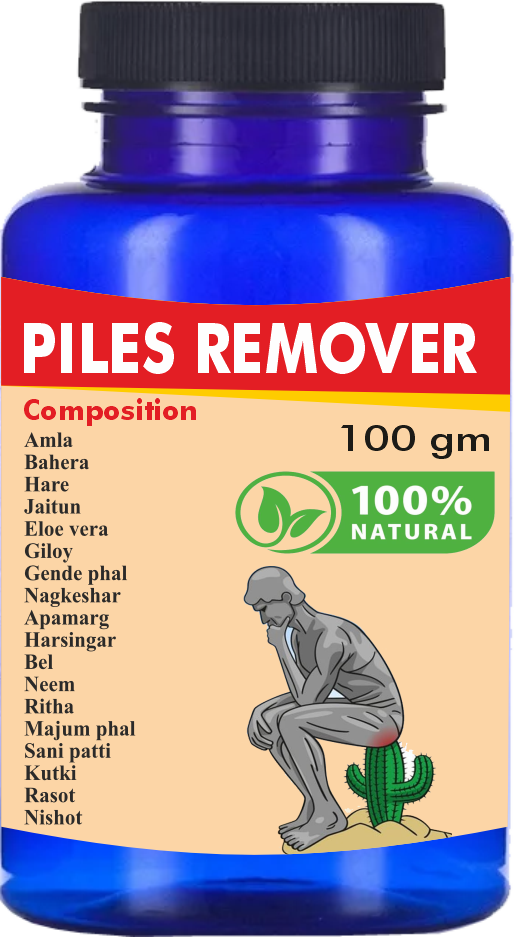 PILES REMOVER
Composition
100 gm
Amla
Bahera
Hare
Jaitun
Eloe vera
Giloy
Gende phal
Nagkeshar
Apamarg
Harsingar
Bel
Neem
Ritha
Majum phal
Sani patti
Kutki
Rasot
Nishot
100%
NATURAL